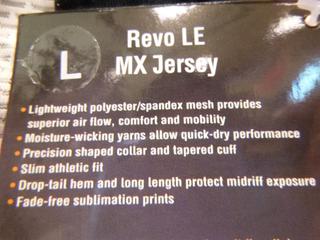 L
Revo LE
MX Jersey
• Lightweight polyester/spandex mesh provides
superior air flow, comfort and mobility
• Moisture-wicking yarns allow quick-dry performance
• Precision shaped collar and tapered cuff
• Slim athletic fit
• Drop-tail hem and long length protect midriff exposure
• Fade-free sublimation prints